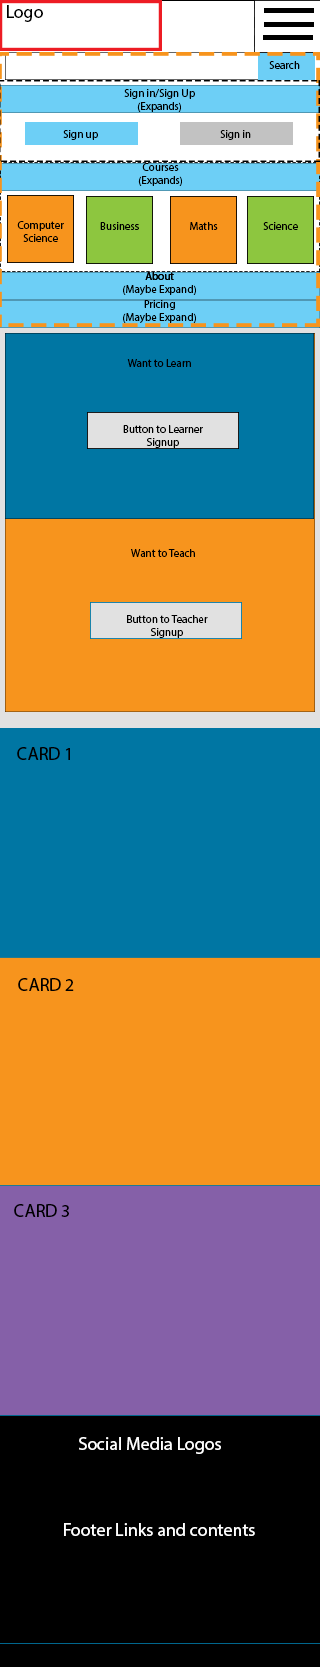 Logo
Search
Sign in/Sign Up
(Expands)
Sign up
Sign in
Courses
(Expands)
Computer
Science
Business
Maths
Science
About
(Maybe Expand)
Pricing
(Maybe Expand)
Want to Learn
Button to Learner
Signup
Want to Teach
Button to Teacher
Signup
CARD 1
CARD 2
CARD 3
Social Media Logos
Footer Links and contents